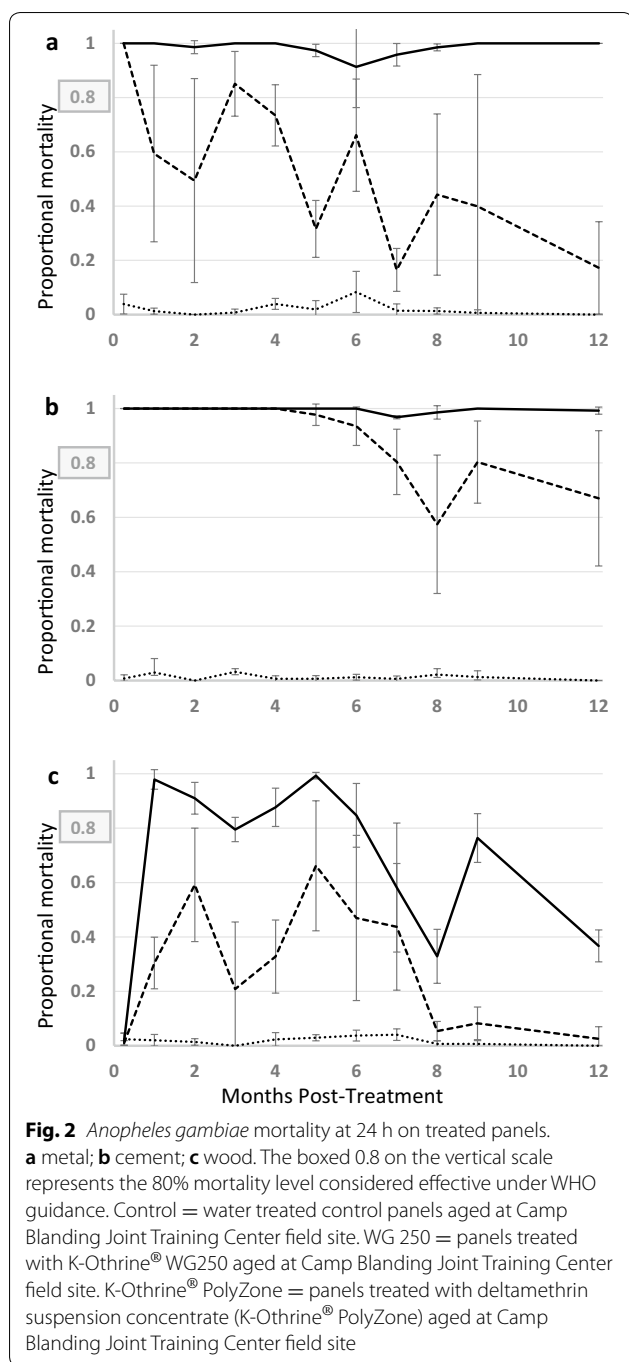 a
1
0.8
0.6
0.4
0.2
0
Proportional mortality
0 2 4 6 8 10 12
b
1
0.8
0.6
0.4
0.2
0
Proportional mortality
0 2 4 6 8 10 12
c
1
0.8
0.6
0.4
0.2
0
Proportional mortality
0 2 4 6 8 10 12
Months Post-Treatment
Fig. 2 Anopheles gambiae mortality at 24 h on treated panels.
a metal; b cement; c wood. The boxed 0.8 on the vertical scale
represents the 80% mortality level considered effective under WHO
guidance. Control = water treated control panels aged at Camp
Blanding Joint Training Center field site. WG 250 = panels treated
with K-Othrine® WG250 aged at Camp Blanding Joint Training Center
field site. K-Othrine® PolyZone = panels treated with deltamethrin
suspension concentrate (K-Othrine® PolyZone) aged at Camp
Blanding Joint Training Center field site